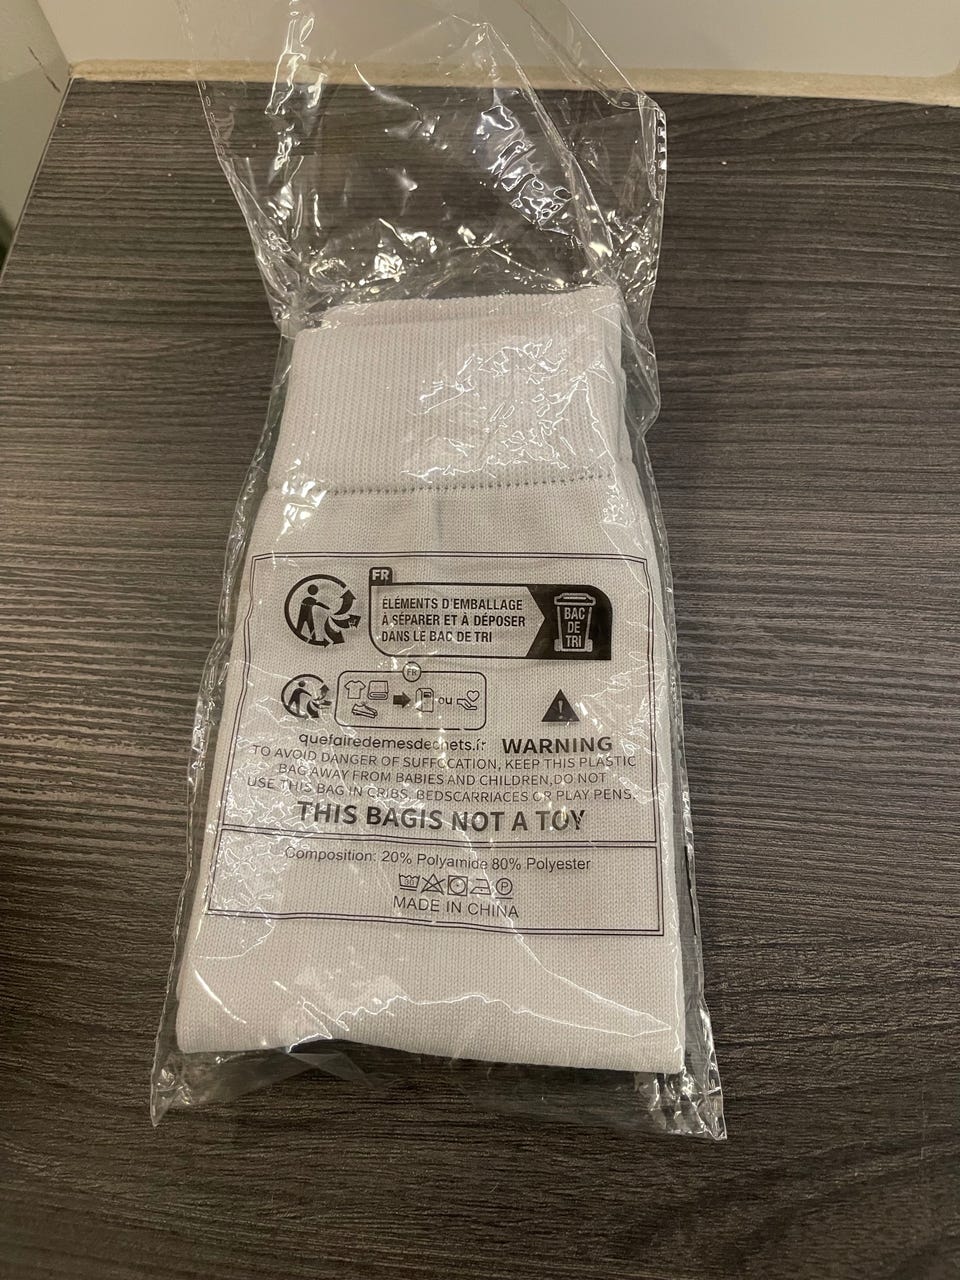 FR
ÉLÉMENTS D'EMBALLAGE
À SÉPARER ET À DÉPOSER
DANS LE BAC DE TRI
BAC
DE
TRI
FR
ou
quefairedemesdechets.fr
WARNING
TO AVOID DANGER OF SUFFOCATION, KEEP THIS PLASTIC
BAG AWAY FROM BABIES AND CHILDREN,DO NOT
USE THIS BAG IN CRIBS. BEDSCARRIACES OR PLAY PENS.
THIS BAGIS NOT A TOY
Composition: 20% Polyamide 80% Polyester
P
MADE IN CHINA